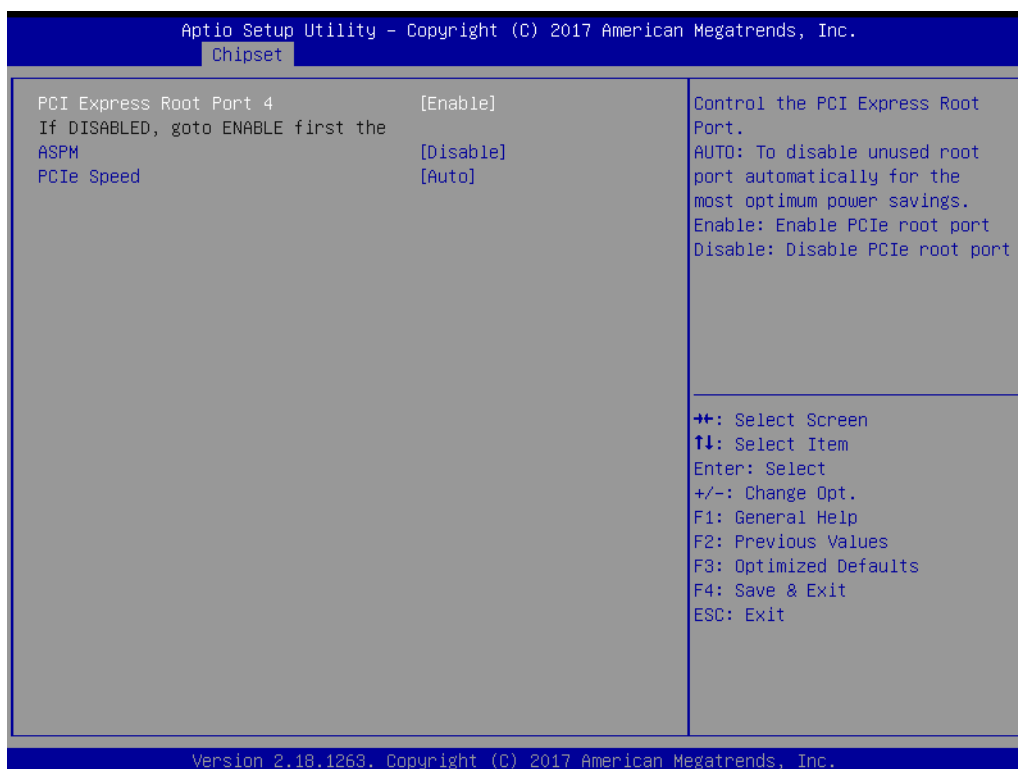 Aptio Setup Utility – Copyright (C) 2017 American Megatrends, Inc.
Chipset
PCI Express Root Port 4 [Enable]
If DISABLED, goto ENABLE first the
ASPM [Disable]
PCIe Speed [Auto]
Control the PCI Express Root
Port.
AUTO: To disable unused root
port automatically for the
most optimum power savings.
Enable: Enable PCIe root port
Disable: Disable PCIe root port
→←: Select Screen
↑↓: Select Item
Enter: Select
+/-: Change Opt.
F1: General Help
F2: Previous Values
F3: Optimized Defaults
F4: Save & Exit
ESC: Exit
Version 2.18.1263. Copyright (C) 2017 American Megatrends, Inc.